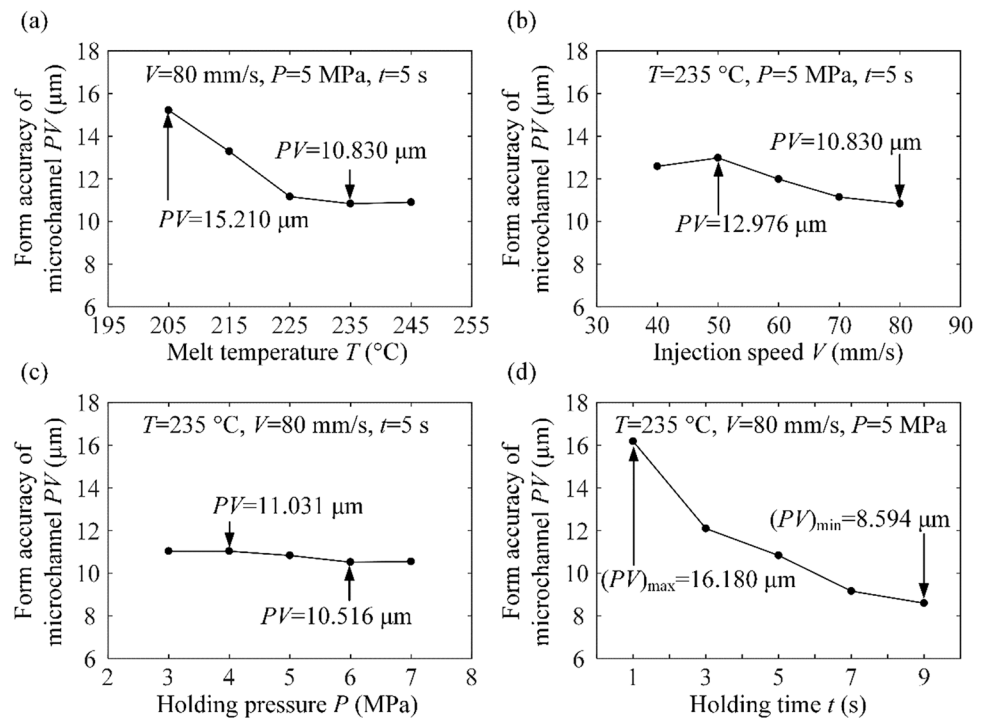 (a)
Form accuracy of
microchannel PV (μm)
18
16
14
12
10
8
6
V=80 mm/s, P=5 MPa, t=5 s
PV=10.830 μm
PV=15.210 μm
195 205 215 225 235 245 255
Melt temperature T (°C)
(b)
Form accuracy of
microchannel PV (μm)
18
16
14
12
10
8
6
T=235 °C, P=5 MPa, t=5 s
PV=10.830 μm
PV=12.976 μm
30 40 50 60 70 80 90
Injection speed V (mm/s)
(c)
Form accuracy of
microchannel PV (μm)
18
16
14
12
10
8
6
T=235 °C, V=80 mm/s, t=5 s
PV=11.031 μm
PV=10.516 μm
2 3 4 5 6 7 8
Holding pressure P (MPa)
(d)
Form accuracy of
microchannel PV (μm)
18
16
14
12
10
8
6
T=235 °C, V=80 mm/s, P=5 MPa
(PV)min=8.594 μm
(PV)max=16.180 μm
1 3 5 7 9
Holding time t (s)